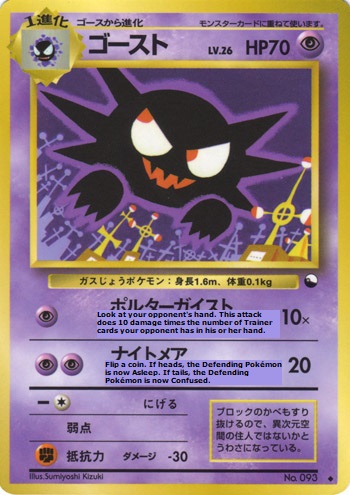 1進化 ゴースから進化 モンスターカードに重ねて使います。
ゴースト LV.26 HP70
ガスじょうポケモン：身長1.6m、体重0.1kg
ポルターガイスト 10×
Look at your opponent's hand. This attack
does 10 damage times the number of Trainer
cards your opponent has in his or her hand.
ナイトメア 20
Flip a coin. If heads, the Defending Pokémon
is now Asleep. If tails, the Defending
Pokémon is now Confused.
にげる
弱点
抵抗力 ダメージ -30
ブロックのかべもすり
抜けるので、異次元空
間の住人ではないかと
うわさになっている。
Illus.Sumiyoshi Kizuki No.093